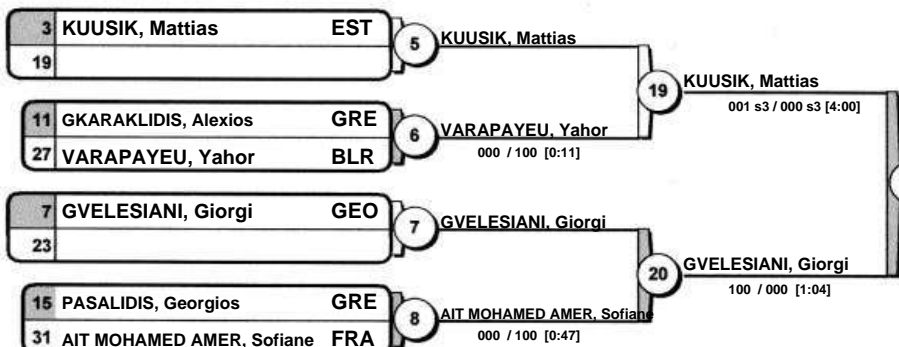 3 KUUSIK, Mattias EST
19
5
KUUSIK, Mattias
11 GKARAKLIDIS, Alexios GRE
27 VARAPAYEU, Yahor BLR
6
VARAPAYEU, Yahor
000 / 100 [0:11]
19
KUUSIK, Mattias
001 s3 / 000 s3 [4:00]
7 GVELESIANI, Giorgi GEO
23
7
GVELESIANI, Giorgi
15 PASALIDIS, Georgios GRE
31 AIT MOHAMED AMER, Sofiane FRA
8
AIT MOHAMED AMER, Sofiane
000 / 100 [0:47]
20
GVELESIANI, Giorgi
100 / 000 [1:04]